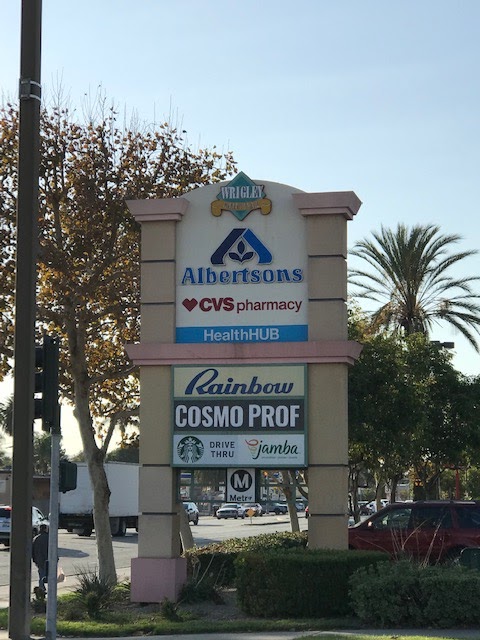 WRIGLEY
Albertsons
CVS pharmacy
HealthHUB
Rainbow
COSMO PROF
DRIVE THRU
jamba
M
Metro